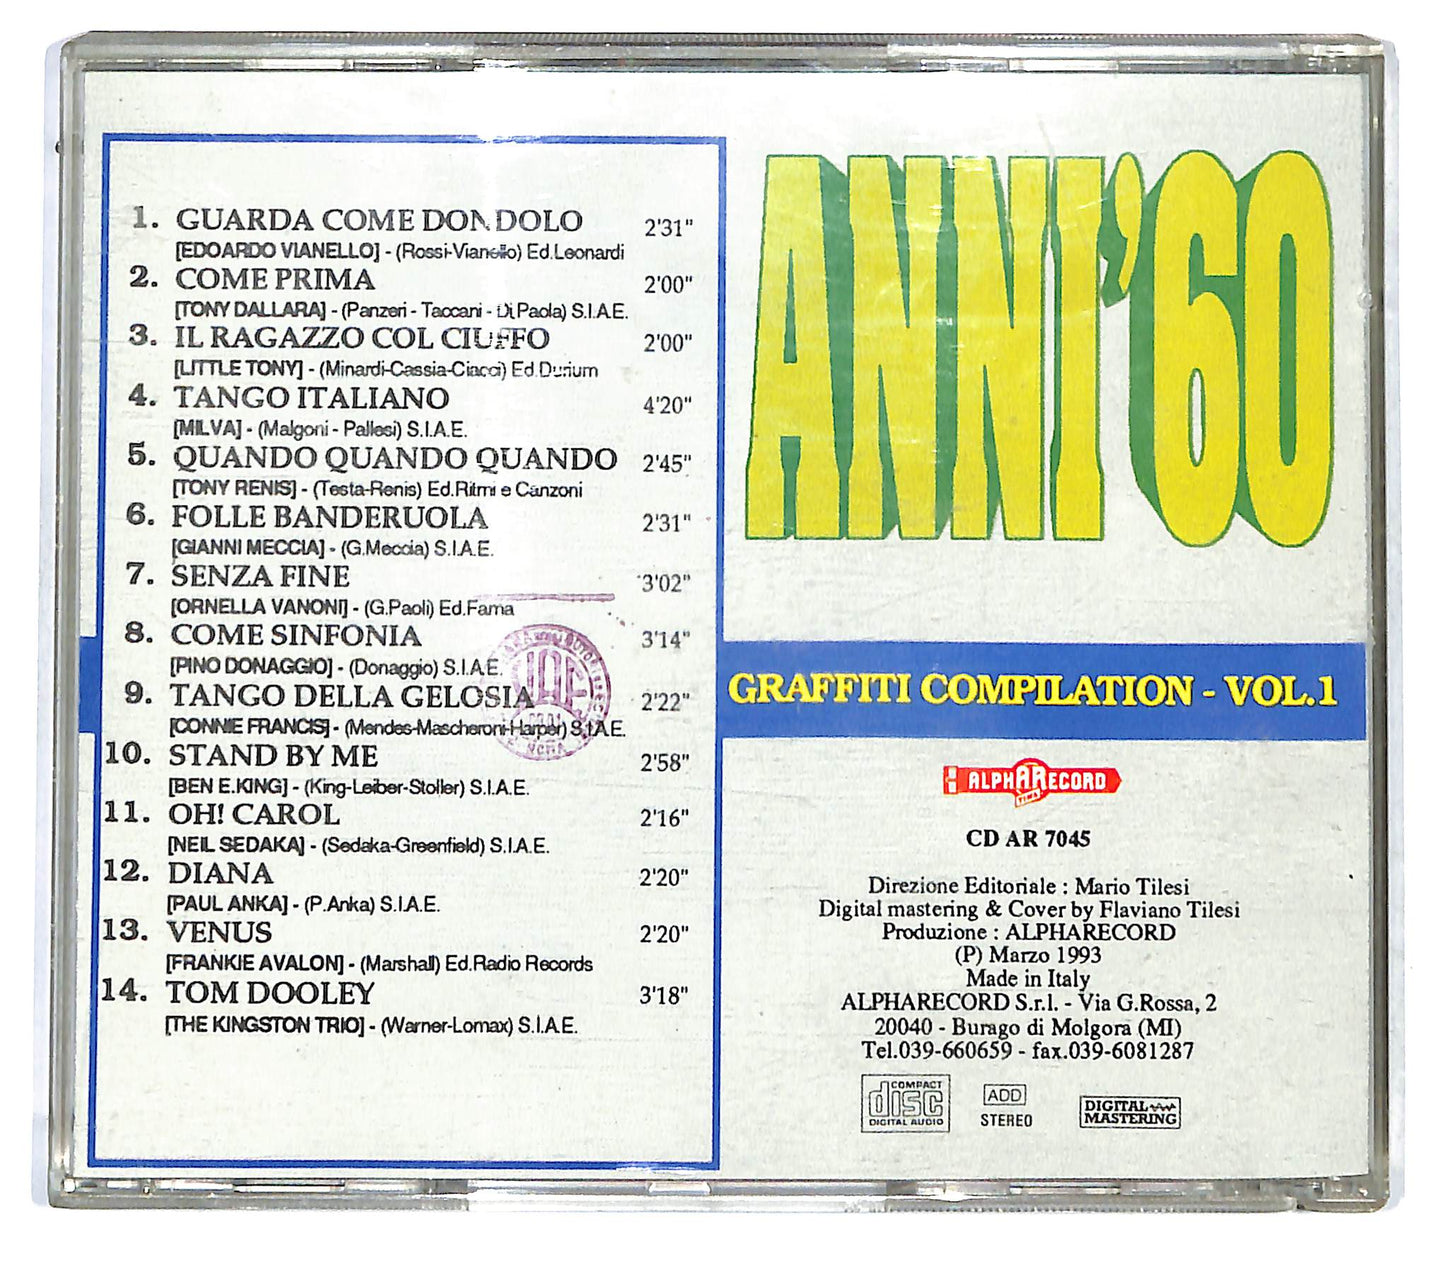 1. GUARDA COME DONDOLO 2'31"
[EDOARDO VIANELLO] - (Rossi-Vianello) Ed.Leonardi
2. COME PRIMA 2'00"
[TONY DALLARA] - (Panzeri - Taccani - Di Paola) S.I.A.E.
3. IL RAGAZZO COL CIUFFO 2'00"
[LITTLE TONY] - (Minardi-Cassia-Ciacci) Ed.Durium
4. TANGO ITALIANO 4'20"
[MILVA] - (Malgoni - Pallesi) S.I.A.E.
5. QUANDO QUANDO QUANDO 2'45"
[TONY RENIS] - (Testa-Renis) Ed.Ritmi e Canzoni
6. FOLLE BANDERUOLA 2'31"
[GIANNI MECCIA] - (G.Meccia) S.I.A.E.
7. SENZA FINE 3'02"
[ORNELLA VANONI] - (G.Paoli) Ed.Fama
8. COME SINFONIA 3'14"
[PINO DONAGGIO] - (Donaggio) S.I.A.E.
9. TANGO DELLA GELOSIA 2'22"
[CONNIE FRANCIS] - (Mendes-Mascheroni-Harper) S.I.A.E.
10. STAND BY ME 2'58"
[BEN E.KING] - (King-Leiber-Stoller) S.I.A.E.
11. OH! CAROL 2'16"
[NEIL SEDAKA] - (Sedaka-Greenfield) S.I.A.E.
12. DIANA 2'20"
[PAUL ANKA] - (P.Anka) S.I.A.E.
13. VENUS 2'20"
[FRANKIE AVALON] - (Marshall) Ed.Radio Records
14. TOM DOOLEY 3'18"
[THE KINGSTON TRIO] - (Warner-Lomax) S.I.A.E.
ANNI '60
GRAFFITI COMPILATION - VOL.1
ALPHARECORD
TIME
CD AR 7045
Direzione Editoriale : Mario Tilesi
Digital mastering & Cover by Flaviano Tilesi
Produzione : ALPHARECORD
(P) Marzo 1993
Made in Italy
ALPHARECORD S.r.l. - Via G.Rossa, 2
20040 - Burago di Molgora (MI)
Tel.039-660659 - fax.039-6081287
COMPACT
disc
DIGITAL AUDIO
ADD
STEREO
DIGITAL
MASTERING